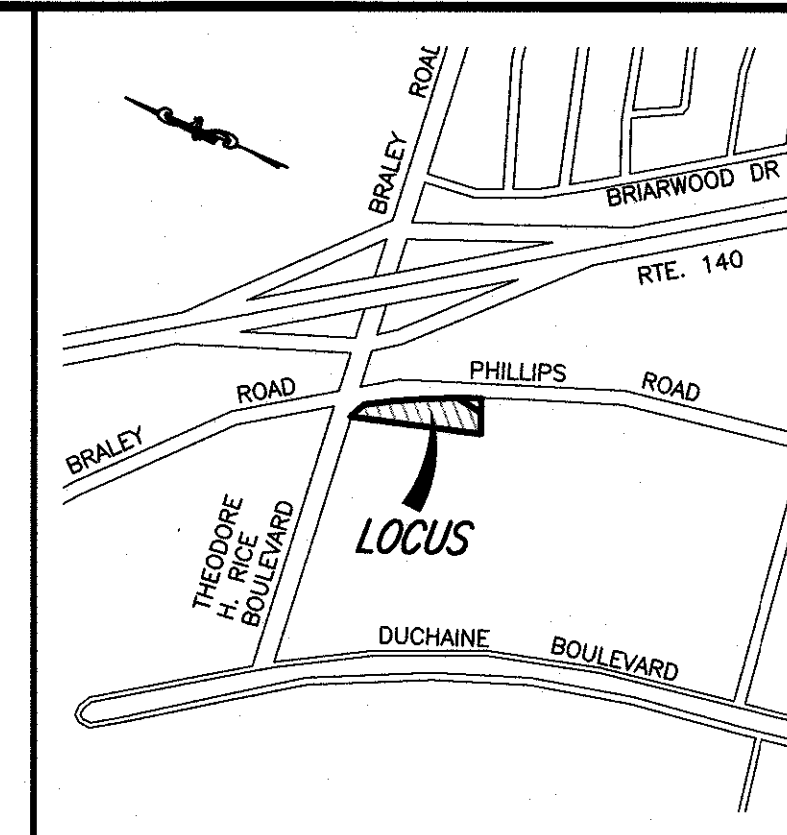 BRALEY ROAD
BRIARWOOD DR
RTE. 140
PHILLIPS ROAD
BRALEY ROAD
LOCUS
THEODORE
H. RICE
BOULEVARD
DUCHAINE BOULEVARD